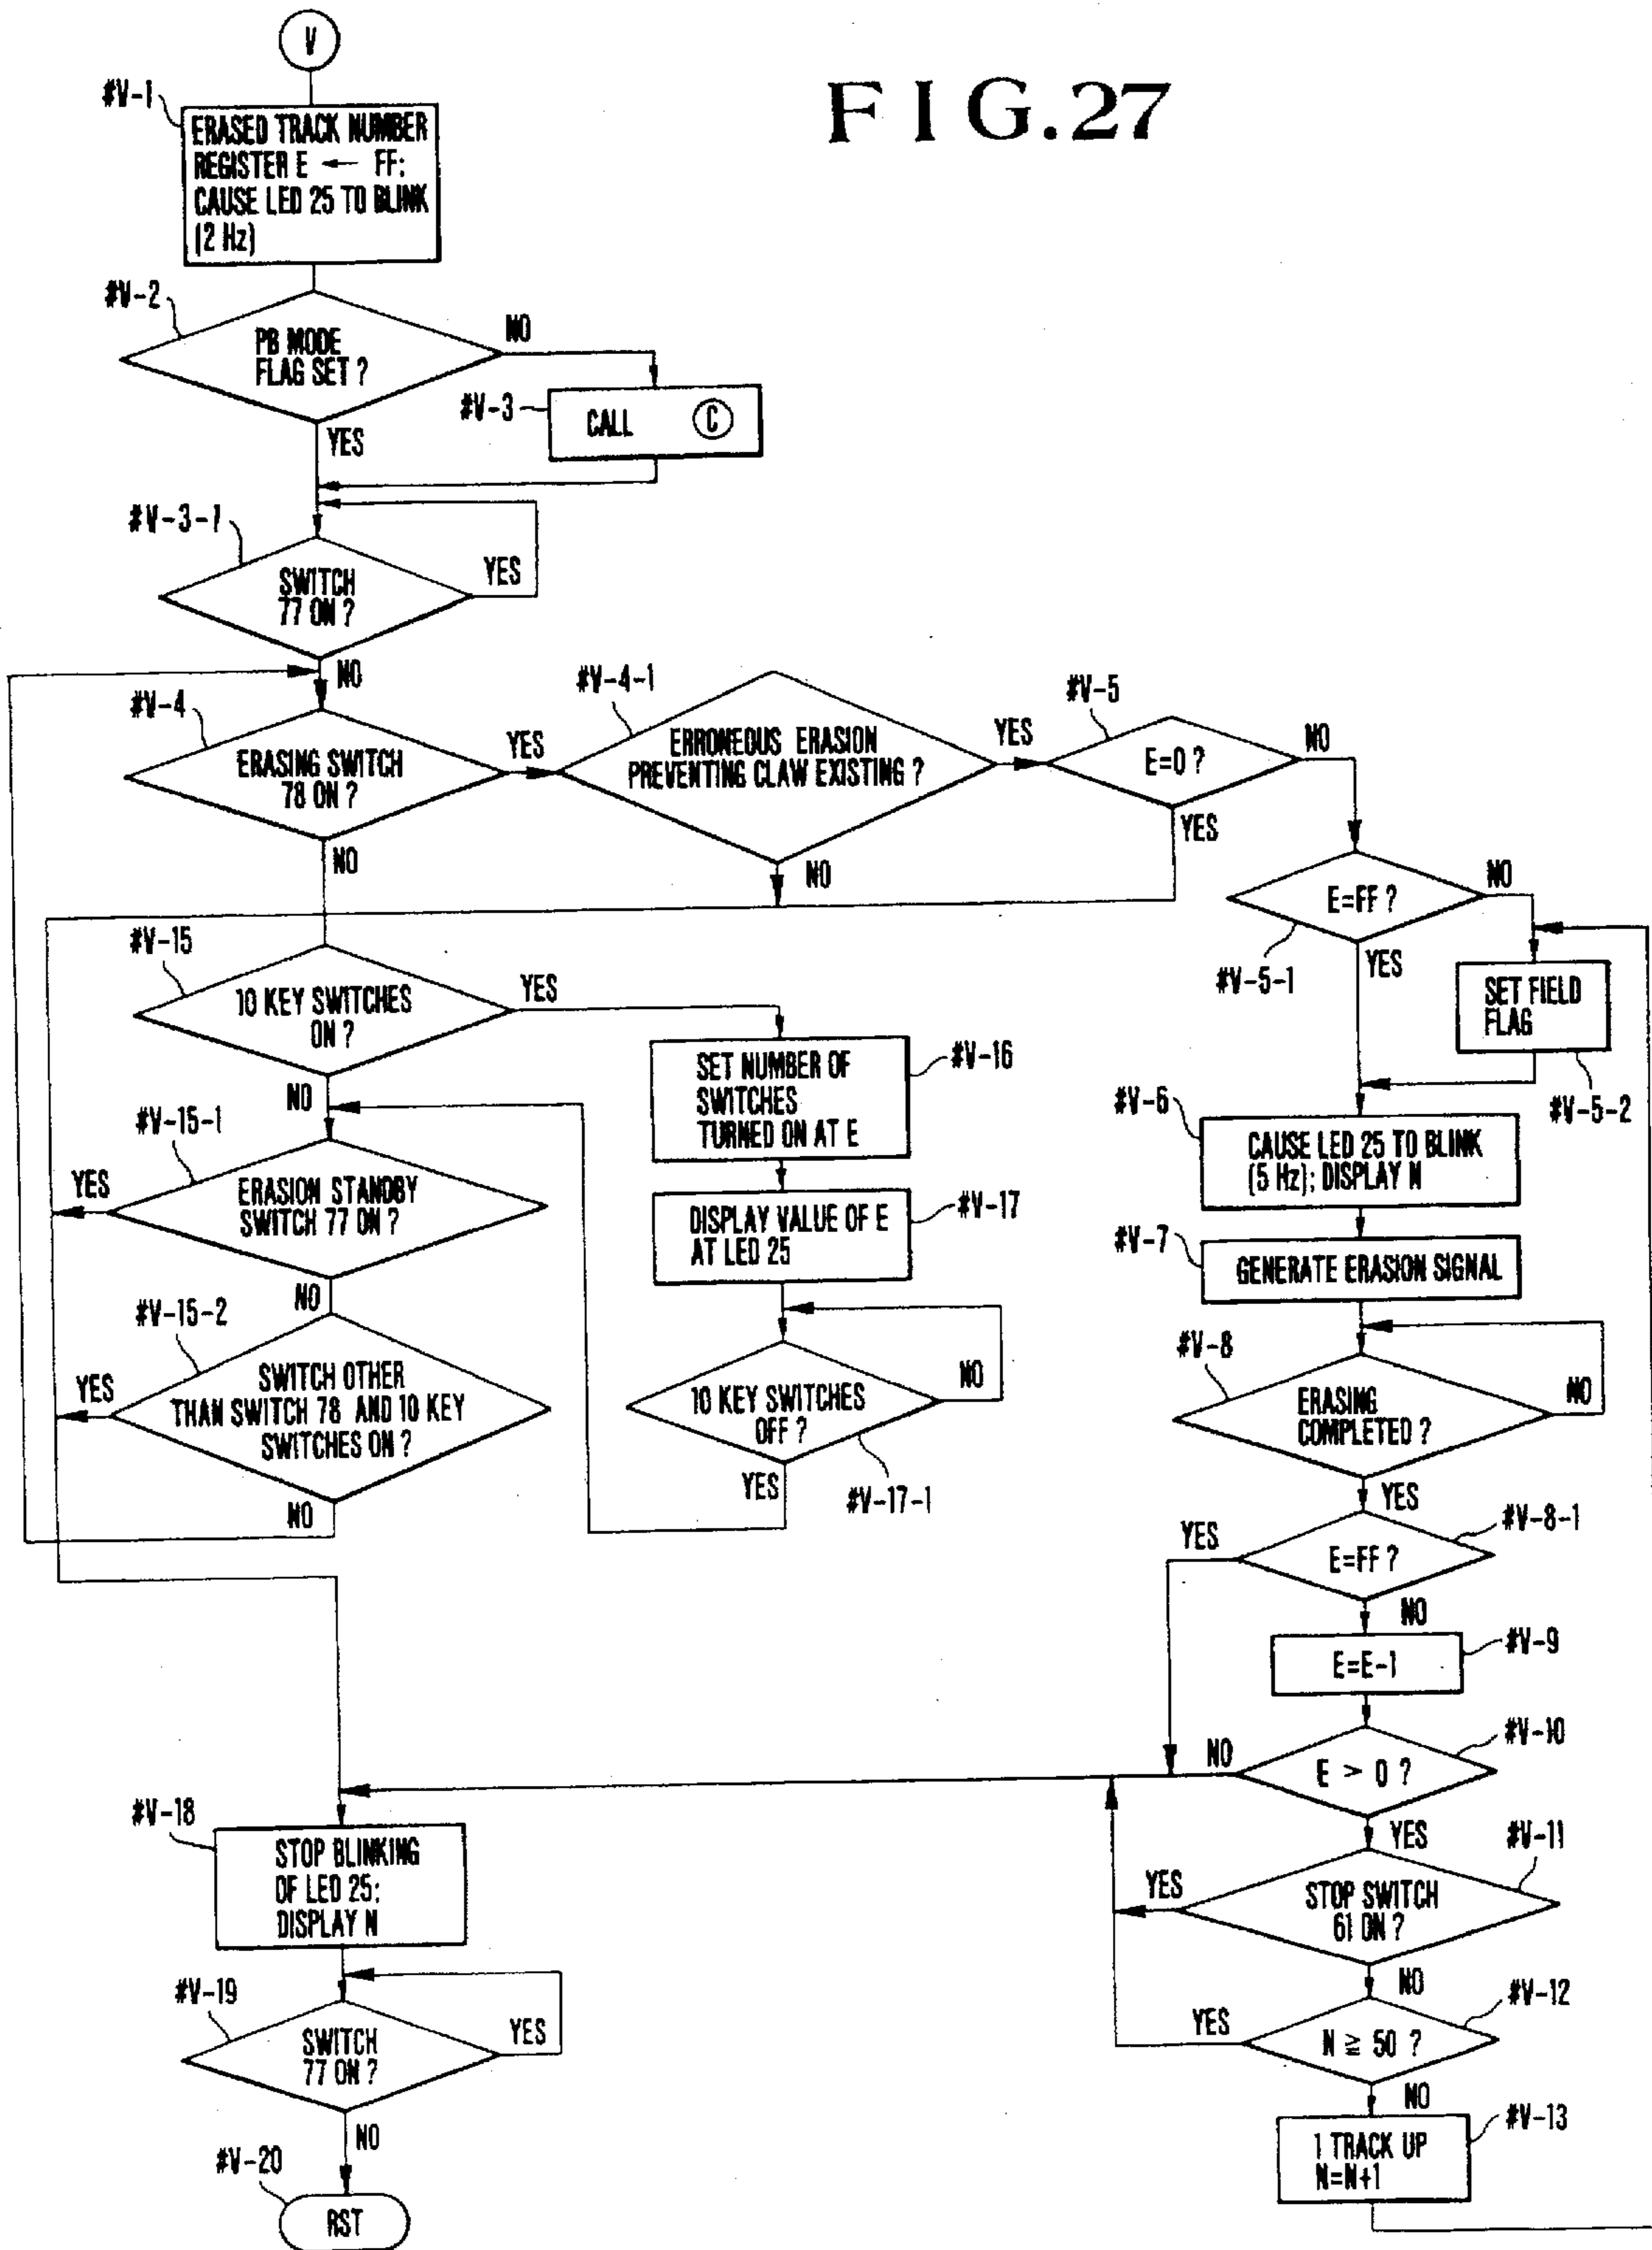 FIG.27
V
#V-1
ERASED TRACK NUMBER
REGISTER E ← FF;
CAUSE LED 25 TO BLINK
(2 Hz)
#V-2
PB MODE
FLAG SET ?
NO
YES
#V-3
CALL C
#V-3-1
SWITCH
77 ON ?
YES
NO
#V-4
ERASING SWITCH
78 ON ?
YES
NO
#V-4-1
ERRONEOUS ERASION
PREVENTING CLAW EXISTING ?
YES
NO
#V-5
E=0 ?
NO
YES
E=FF ?
NO
#V-5-1
YES
SET FIELD
FLAG
#V-5-2
#V-15
10 KEY SWITCHES
ON ?
YES
NO
#V-16
SET NUMBER OF
SWITCHES
TURNED ON AT E
#V-17
DISPLAY VALUE OF E
AT LED 25
10 KEY SWITCHES
OFF ?
NO
YES
#V-17-1
#V-15-1
ERASION STANDBY
SWITCH 77 ON ?
YES
NO
#V-15-2
SWITCH OTHER
THAN SWITCH 78 AND 10 KEY
SWITCHES ON ?
YES
NO
#V-6
CAUSE LED 25 TO BLINK
(5 Hz); DISPLAY N
#V-7
GENERATE ERASION SIGNAL
#V-8
ERASING
COMPLETED ?
NO
YES
#V-8-1
E=FF ?
YES
NO
#V-9
E=E-1
#V-10
E > 0 ?
NO
YES
#V-11
STOP SWITCH
61 ON ?
YES
NO
#V-12
N ≧ 50 ?
YES
NO
#V-13
1 TRACK UP
N=N+1
#V-18
STOP BLINKING
OF LED 25;
DISPLAY N
#V-19
SWITCH
77 ON ?
YES
NO
#V-20
RST